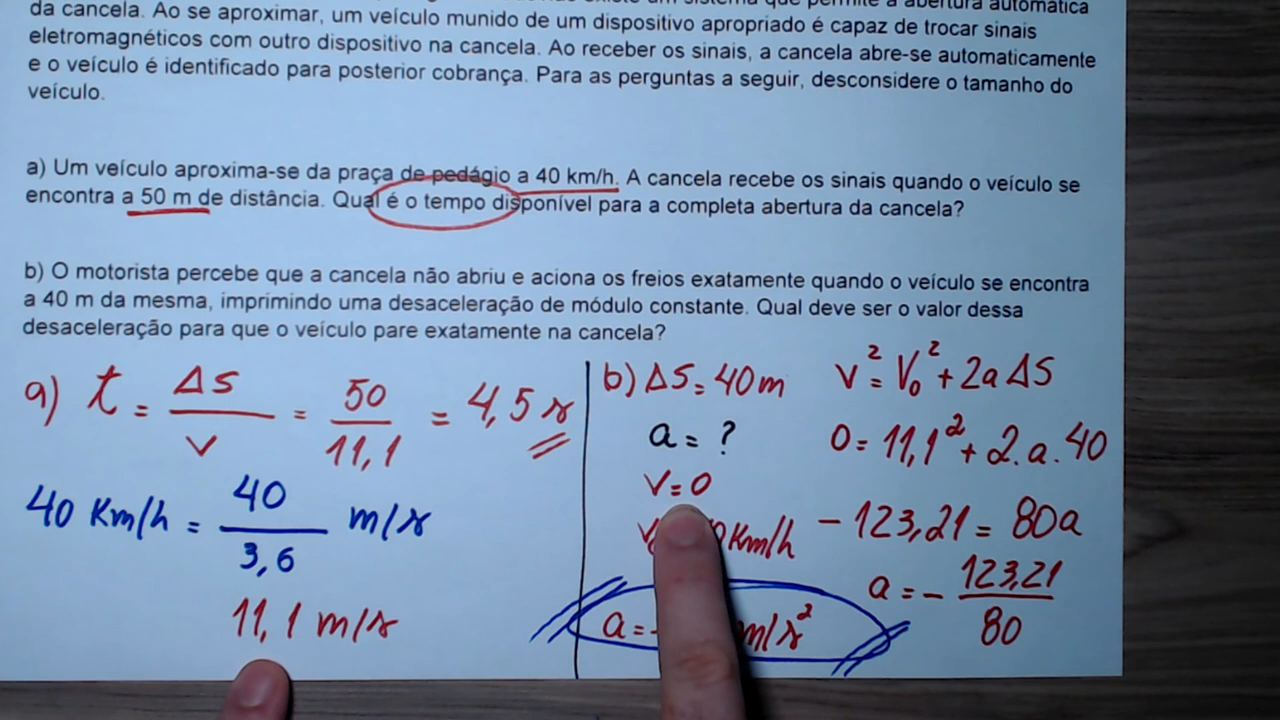 da cancela. Ao se aproximar, um veículo munido de um dispositivo apropriado é capaz de trocar sinais
eletromagnéticos com outro dispositivo na cancela. Ao receber os sinais, a cancela abre-se automaticamente
e o veículo é identificado para posterior cobrança. Para as perguntas a seguir, desconsidere o tamanho do
veículo.
a) Um veículo aproxima-se da praça de pedágio a 40 km/h. A cancela recebe os sinais quando o veículo se
encontra a 50 m de distância. Qual é o tempo disponível para a completa abertura da cancela?
b) O motorista percebe que a cancela não abriu e aciona os freios exatamente quando o veículo se encontra
a 40 m da mesma, imprimindo uma desaceleração de módulo constante. Qual deve ser o valor dessa
desaceleração para que o veículo pare exatamente na cancela?
a) t = ΔS / v = 50 / 11,1 = 4,5 s
40 Km/h = 40 / 3,6 m/s
11,1 m/s
b) ΔS = 40m
a = ?
v = 0
Km/h
a = m/s²
v² = v₀² + 2a ΔS
0 = 11,1² + 2.a.40
- 123,21 = 80a
a = - 123,21 / 80